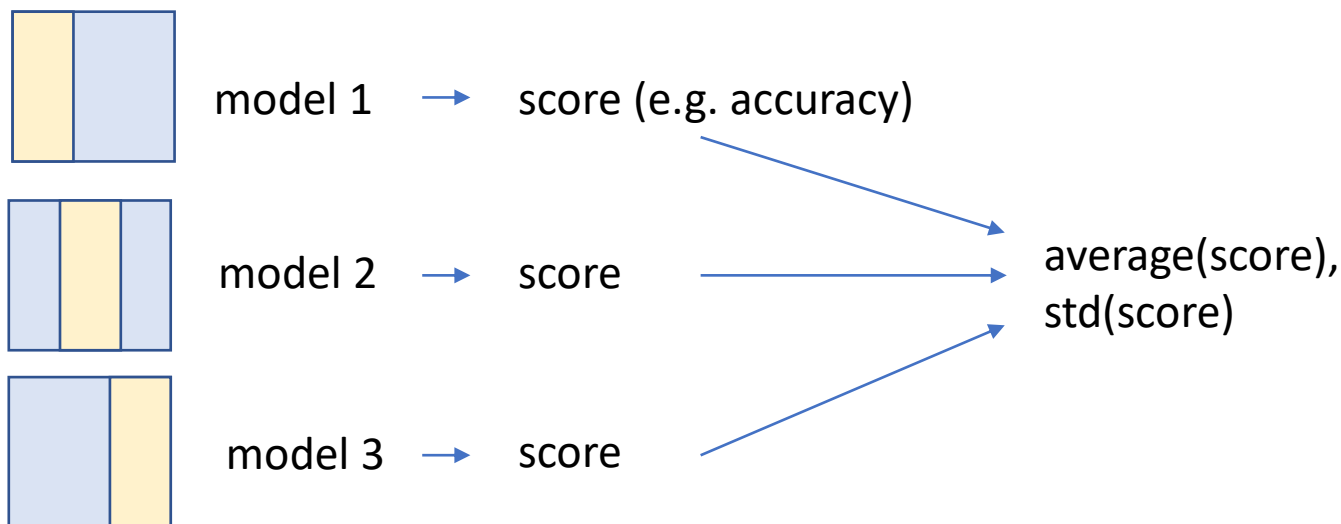 model 1
score (e.g. accuracy)
model 2
score
average(score),
std(score)
model 3
score